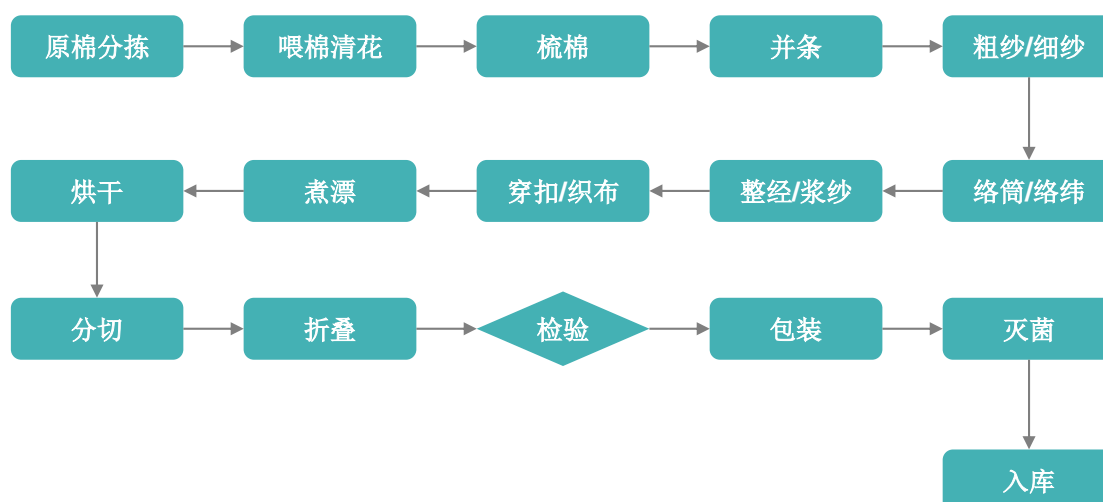 原棉分拣
喂棉清花
梳棉
并条
粗纱/细纱
烘干
煮漂
穿扣/织布
整经/浆纱
络筒/络纬
分切
折叠
检验
包装
灭菌
入库